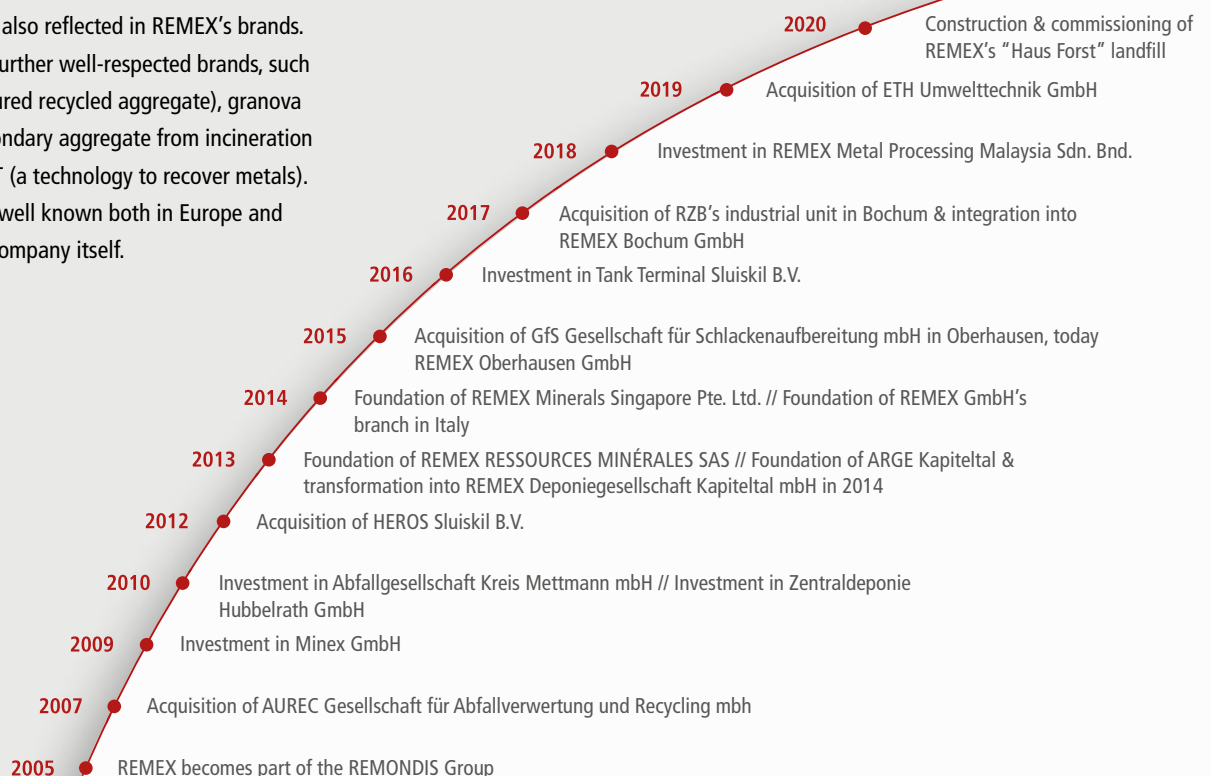 also reflected in REMEX's brands.
urther well-respected brands, such
ured recycled aggregate), granova
ndary aggregate from incineration
(a technology to recover metals).
well known both in Europe and
ompany itself.
2020 Construction & commissioning of
REMEX's “Haus Forst” landfill
2019 Acquisition of ETH Umwelttechnik GmbH
2018 Investment in REMEX Metal Processing Malaysia Sdn. Bnd.
2017 Acquisition of RZB's industrial unit in Bochum & integration into
REMEX Bochum GmbH
2016 Investment in Tank Terminal Sluiskil B.V.
2015 Acquisition of GfS Gesellschaft für Schlackenaufbereitung mbH in Oberhausen, today
REMEX Oberhausen GmbH
2014 Foundation of REMEX Minerals Singapore Pte. Ltd. // Foundation of REMEX GmbH's
branch in Italy
2013 Foundation of REMEX RESSOURCES MINÉRALES SAS // Foundation of ARGE Kapiteltal &
transformation into REMEX Deponiegesellschaft Kapiteltal mbH in 2014
2012 Acquisition of HEROS Sluiskil B.V.
2010 Investment in Abfallgesellschaft Kreis Mettmann mbH // Investment in Zentraldeponie
Hubbelrath GmbH
2009 Investment in Minex GmbH
2007 Acquisition of AUREC Gesellschaft für Abfallverwertung und Recycling mbh
2005 REMEX becomes part of the REMONDIS Group